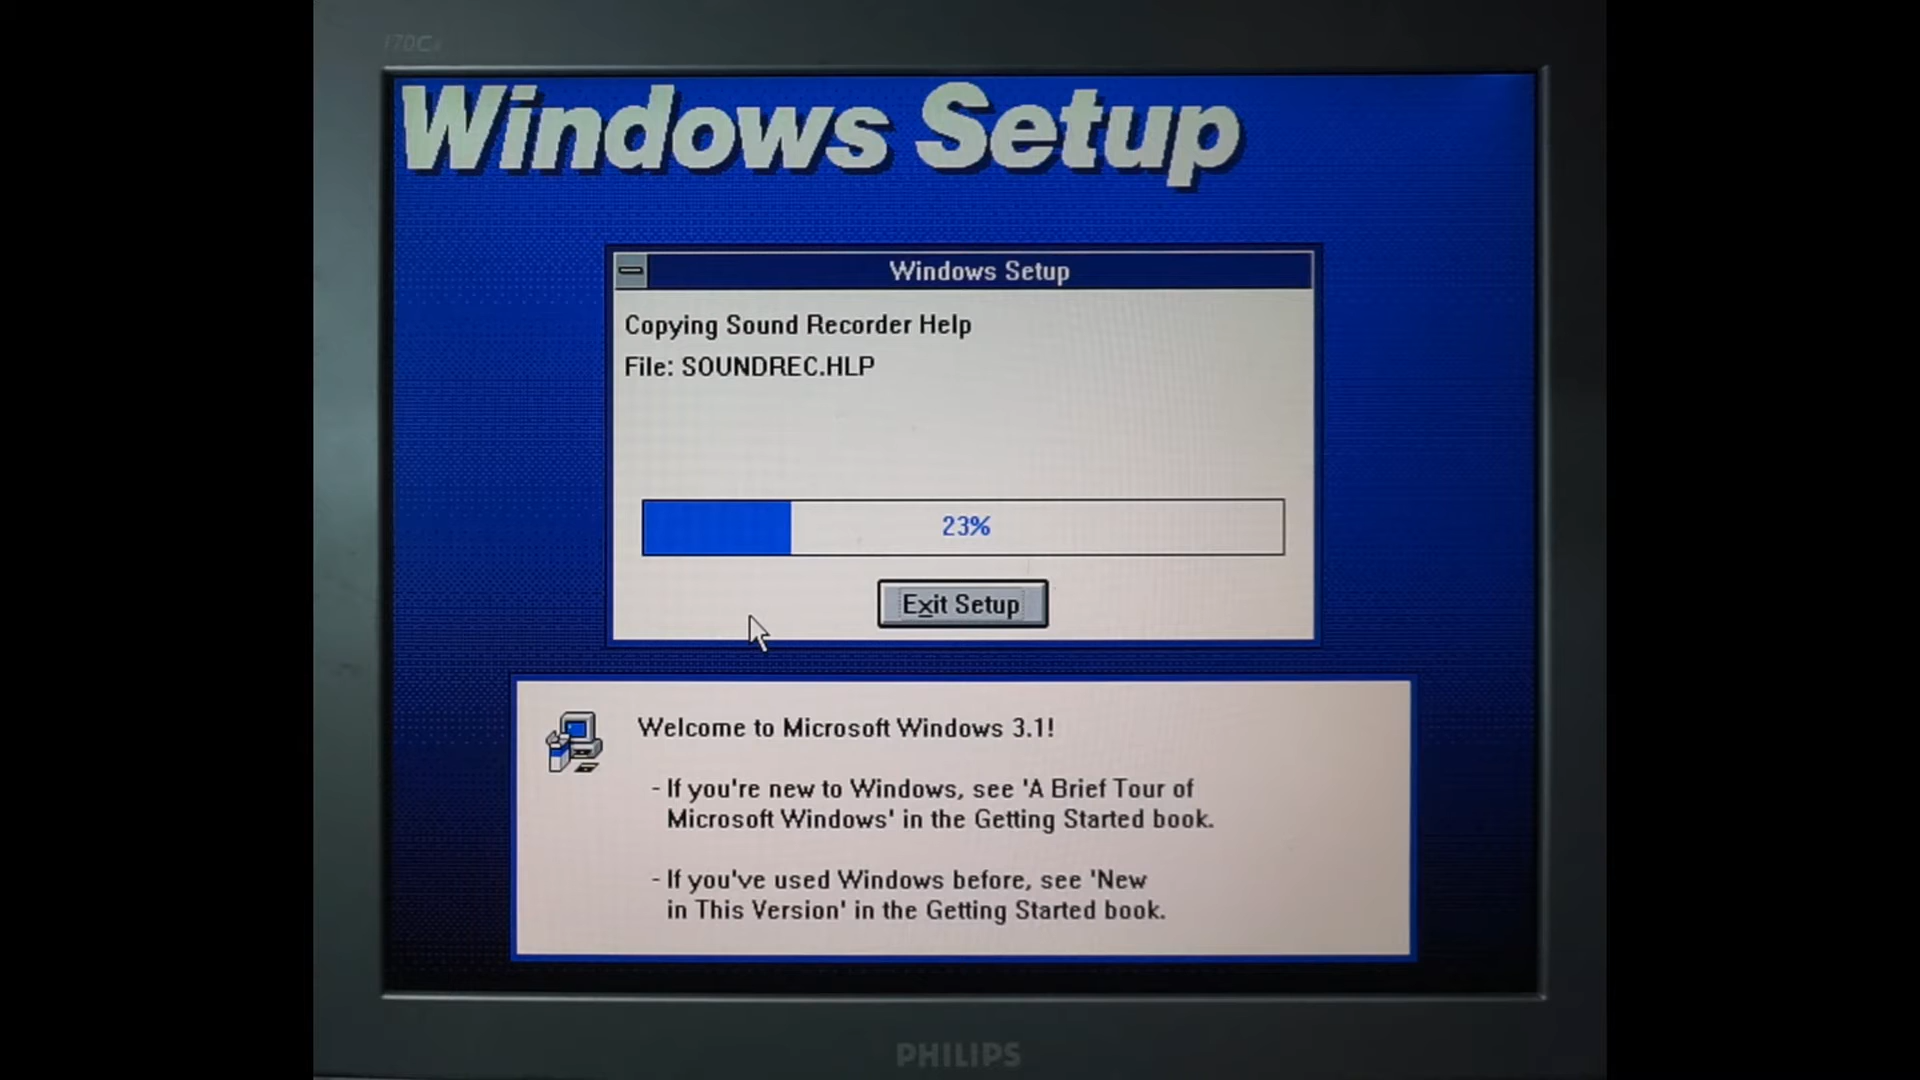 Windows Setup
Windows Setup
Copying Sound Recorder Help
File: SOUNDREC.HLP
23%
Exit Setup
Welcome to Microsoft Windows 3.1!
- If you're new to Windows, see 'A Brief Tour of
Microsoft Windows' in the Getting Started book.
- If you've used Windows before, see 'New
in This Version' in the Getting Started book.
PHILIPS